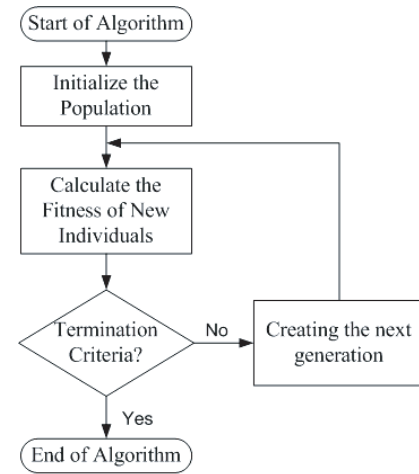 Start of Algorithm
Initialize the
Population
Calculate the
Fitness of New
Individuals
Termination
Criteria?
No
Creating the next
generation
Yes
End of Algorithm